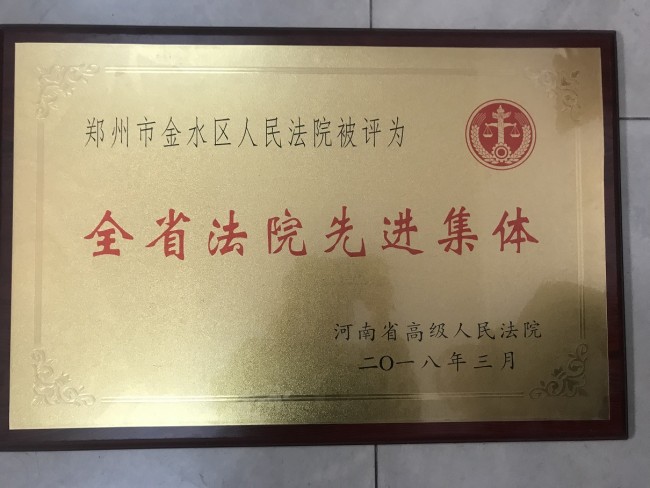 郑州市金水区人民法院被评为
全省法院先进集体
河南省高级人民法院
二〇一八年三月